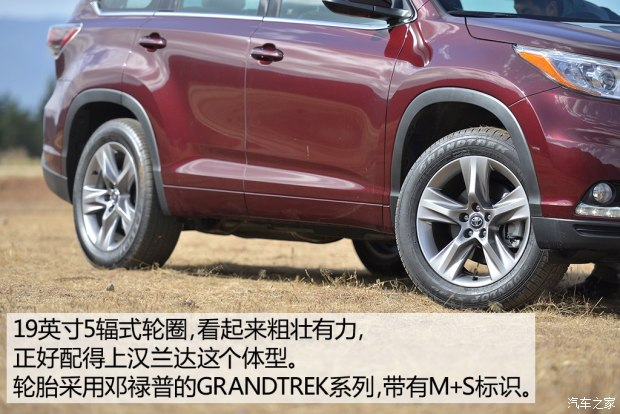 19英寸5辐式轮圈,看起来粗壮有力,
正好配得上汉兰达这个体型。
轮胎采用邓禄普的GRANDTREK系列,带有M+S标识。
汽车之家